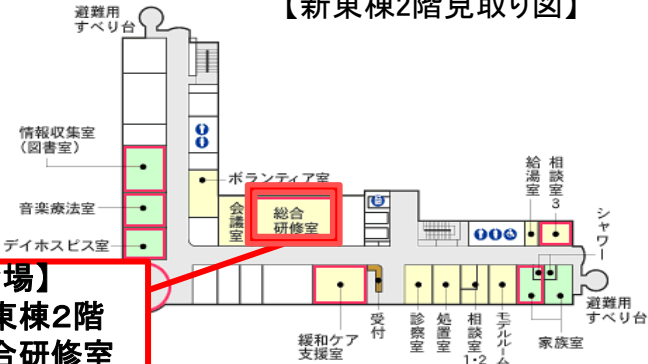 【新東棟2階見取り図】
避難用
すべり台
情報収集室
（図書室）
音楽療法室
デイホスピス室
ボランティア室
会議室
総合
研修室
給湯室
相談室3
シャワー
場】
東棟２階
合研修室
緩和ケア
支援室
受付
診察室
処置室
相談室
1・2
モデルルーム
家族室
避難用
すべり台